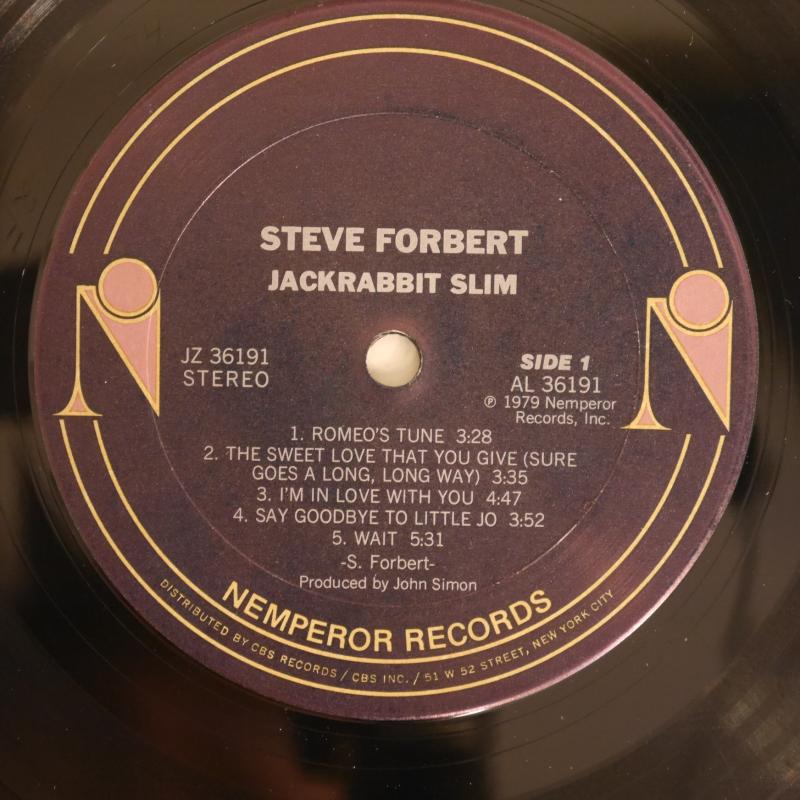 STEVE FORBERT
JACKRABBIT SLIM
JZ 36191
STEREO
SIDE 1
AL 36191
℗ 1979 Nemperor
Records, Inc.
1. ROMEO'S TUNE 3:28
2. THE SWEET LOVE THAT YOU GIVE (SURE
GOES A LONG, LONG WAY) 3:35
3. I'M IN LOVE WITH YOU 4:47
4. SAY GOODBYE TO LITTLE JO 3:52
5. WAIT 5:31
-S. Forbert-
Produced by John Simon
NEMPEROR RECORDS
DISTRIBUTED BY CBS RECORDS / CBS INC. / 51 W 52 STREET, NEW YORK CITY